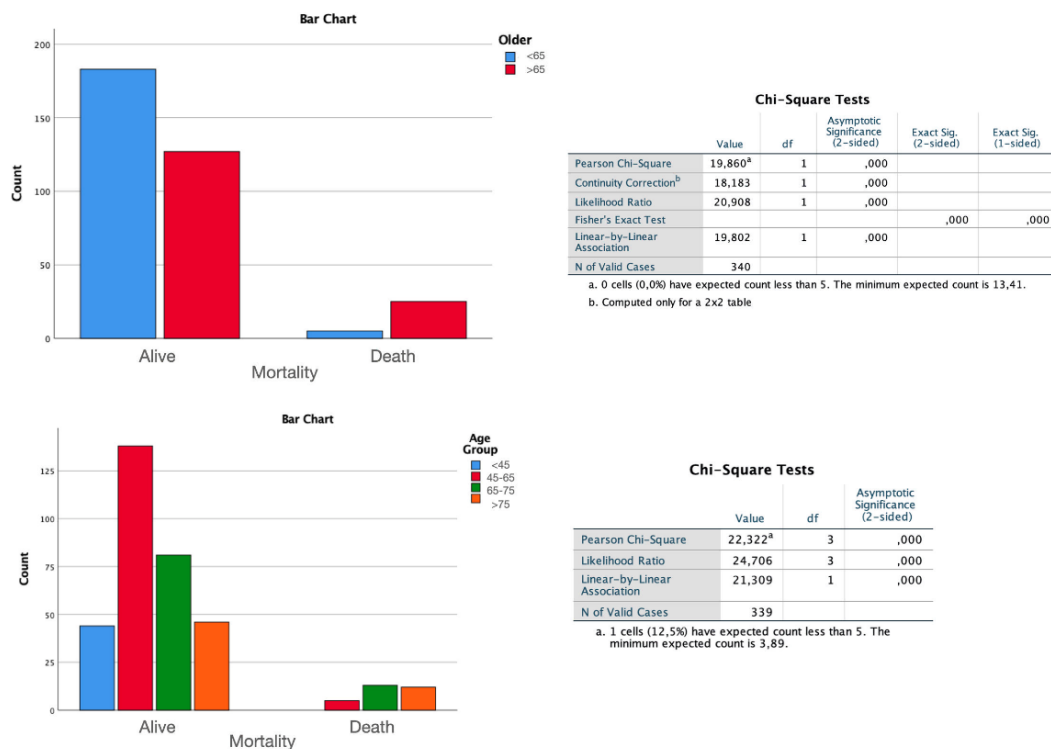 Bar Chart
Older
<65
>65
200
150
100
50
0
Count
Alive
Death
Mortality
Chi-Square Tests
Value
df
Asymptotic Significance (2-sided)
Exact Sig. (2-sided)
Exact Sig. (1-sided)
Pearson Chi-Square 19,860a 1 ,000
Continuity Correctionb 18,183 1 ,000
Likelihood Ratio 20,908 1 ,000
Fisher's Exact Test ,000 ,000
Linear-by-Linear
Association 19,802 1 ,000
N of Valid Cases 340
a. 0 cells (0,0%) have expected count less than 5. The minimum expected count is 13,41.
b. Computed only for a 2x2 table
Bar Chart
Age
Group
<45
45-65
65-75
>75
125
100
75
50
25
0
Count
Alive
Death
Mortality
Chi-Square Tests
Value
df
Asymptotic
Significance
(2-sided)
Pearson Chi-Square 22,322a 3 ,000
Likelihood Ratio 24,706 3 ,000
Linear-by-Linear
Association 21,309 1 ,000
N of Valid Cases 339
a. 1 cells (12,5%) have expected count less than 5. The
minimum expected count is 3,89.